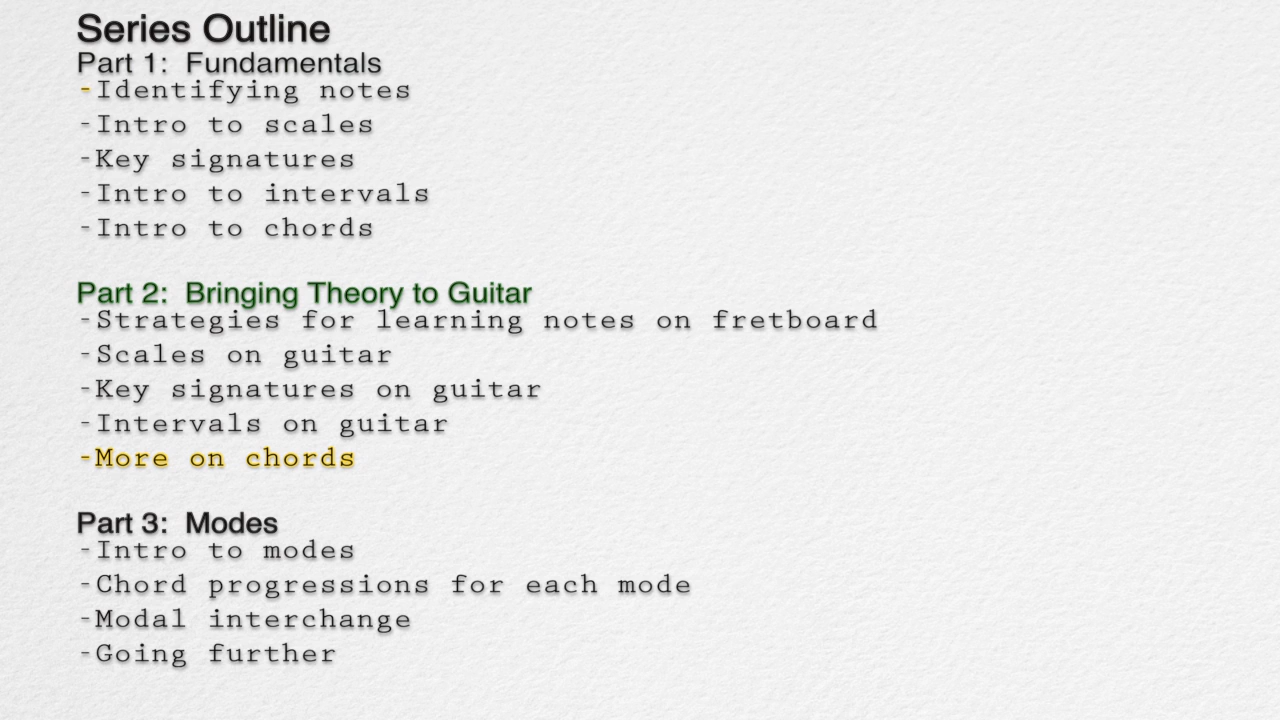 Series Outline
Part 1:  Fundamentals
-Identifying notes
-Intro to scales
-Key signatures
-Intro to intervals
-Intro to chords
Part 2:  Bringing Theory to Guitar
-Strategies for learning notes on fretboard
-Scales on guitar
-Key signatures on guitar
-Intervals on guitar
-More on chords
Part 3:  Modes
-Intro to modes
-Chord progressions for each mode
-Modal interchange
-Going further